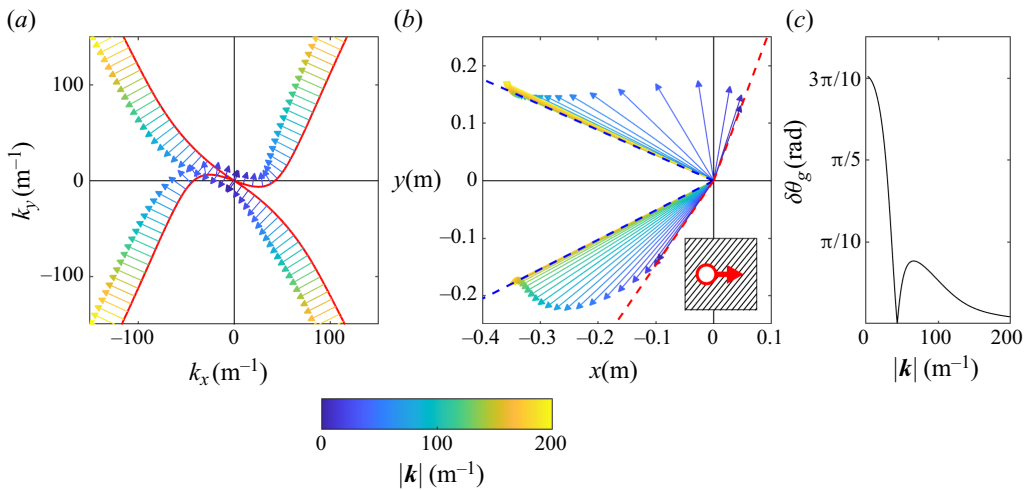 (a)
(b)
(c)
100
0
−100
k_y (m⁻¹)
−100
0
100
k_x (m⁻¹)
0.2
0.1
0
−0.1
−0.2
y(m)
−0.4
−0.3
−0.2
−0.1
0
0.1
x(m)
3π/10
π/5
π/10
δθ_g (rad)
0
100
200
|k| (m⁻¹)
0
100
200
|k| (m⁻¹)